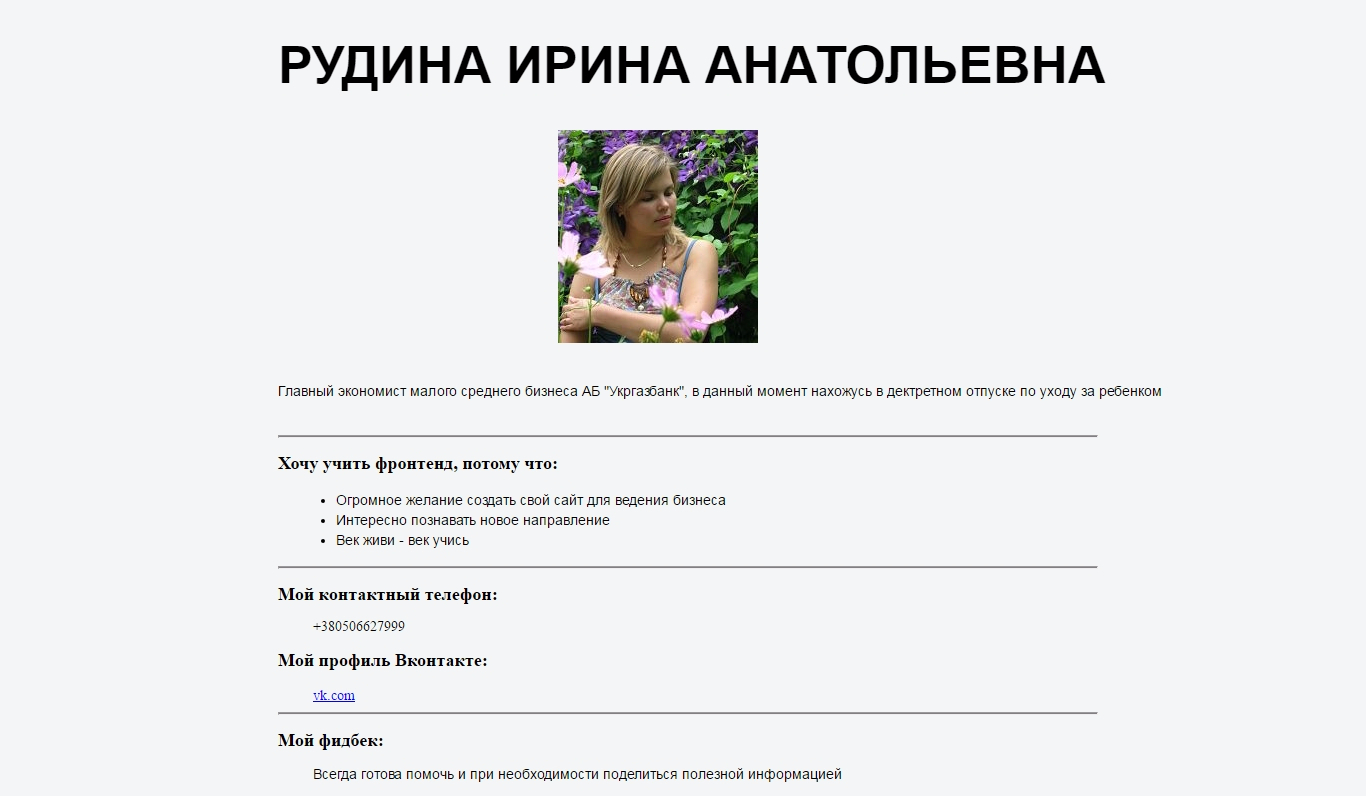 РУДИНА ИРИНА АНАТОЛЬЕВНА
Главный экономист малого среднего бизнеса АБ "Укргазбанк", в данный момент нахожусь в дектретном отпуске по уходу за ребенком
Хочу учить фронтенд, потому что:
• Огромное желание создать свой сайт для ведения бизнеса
• Интересно познавать новое направление
• Век живи - век учись
Мой контактный телефон:
+380506627999
Мой профиль Вконтакте:
vk.com
Мой фидбек:
Всегда готова помочь и при необходимости поделиться полезной информацией